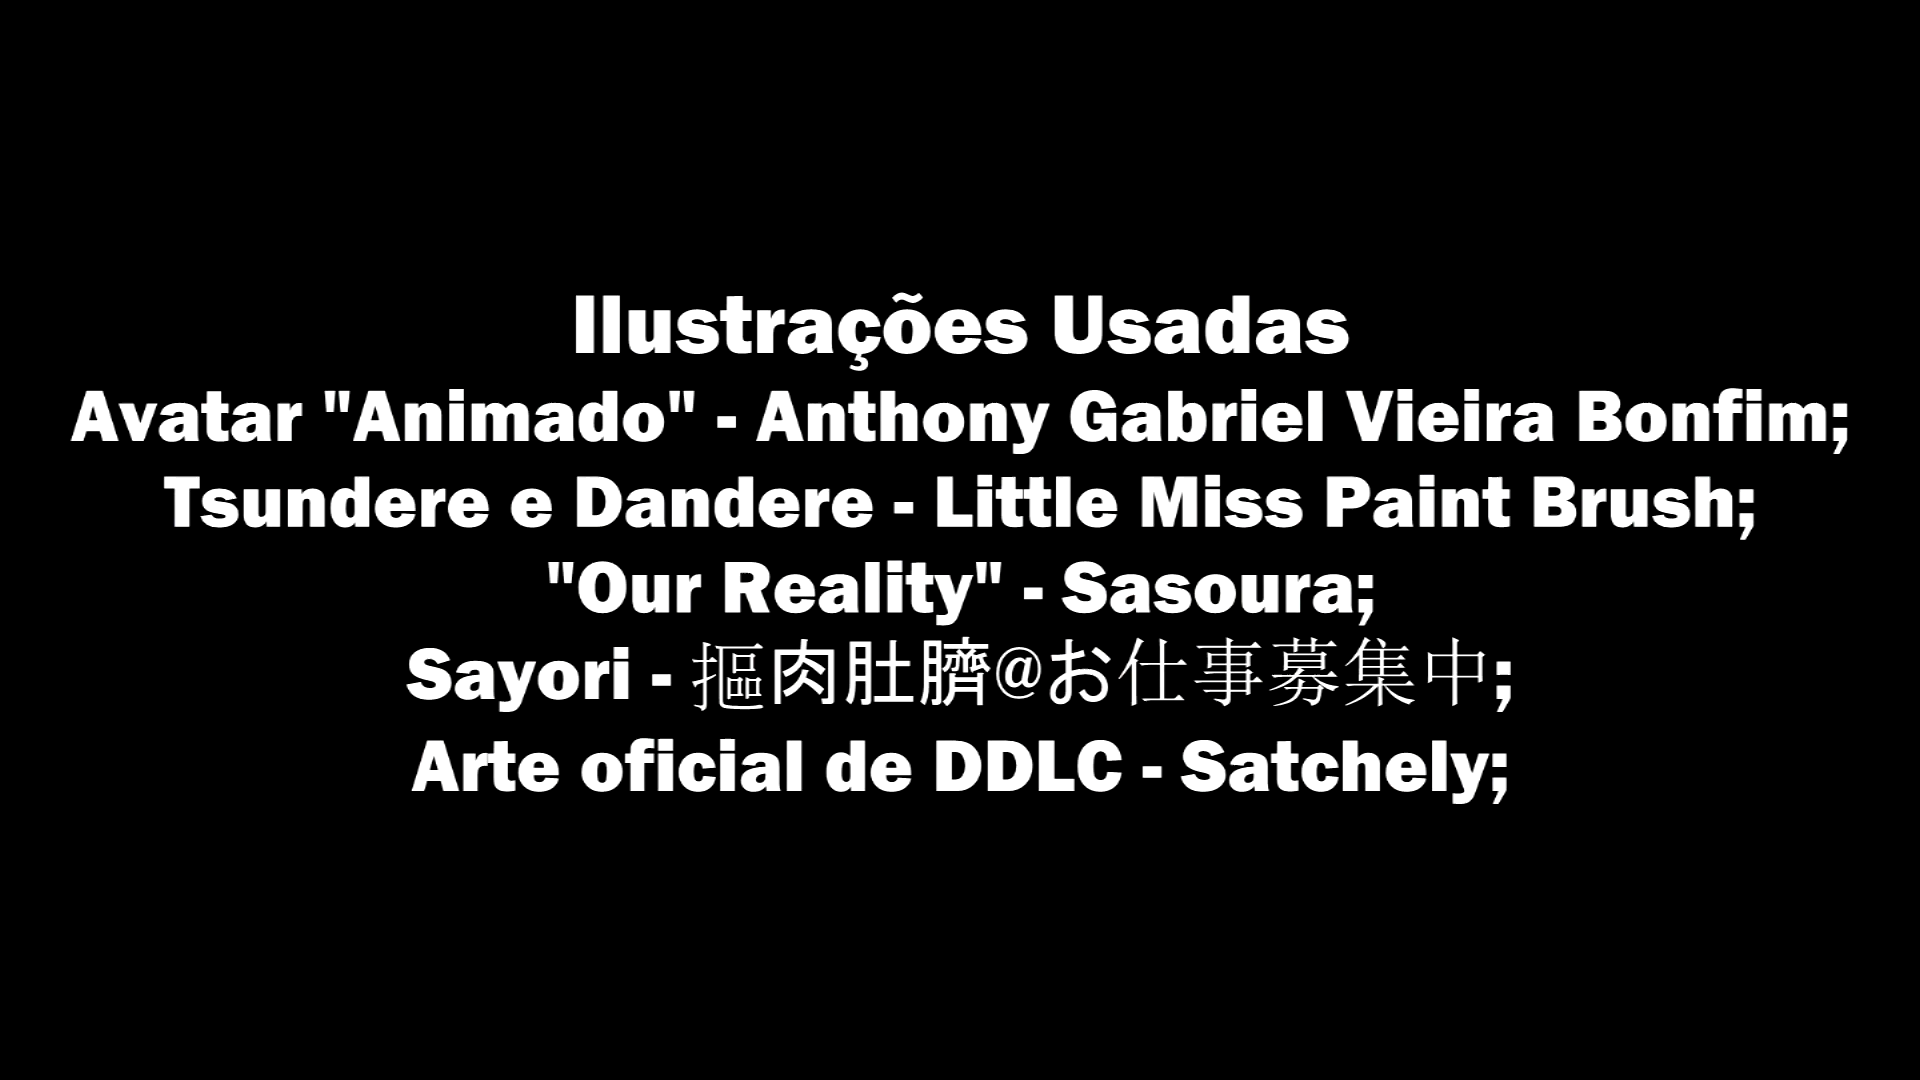 Ilustrações Usadas
Avatar "Animado" - Anthony Gabriel Vieira Bonfim;
Tsundere e Dandere - Little Miss Paint Brush;
"Our Reality" - Sasoura;
Sayori - 摳肉肚臍@お仕事募集中;
Arte oficial de DDLC - Satchely;